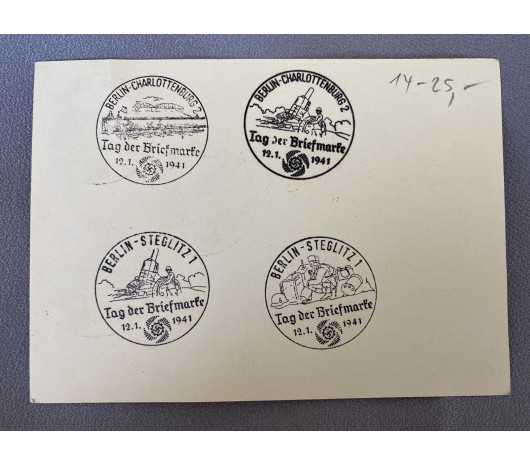 BERLIN-CHARLOTTENBURG 2
Tag der Briefmarke
12.1. 1941
BERLIN-CHARLOTTENBURG 2
Tag der Briefmarke
12.1. 1941
14-25,-
BERLIN-STEGLITZ 1
Tag der Briefmarke
12.1. 1941
BERLIN-STEGLITZ 1
Tag der Briefmarke
12.1. 1941